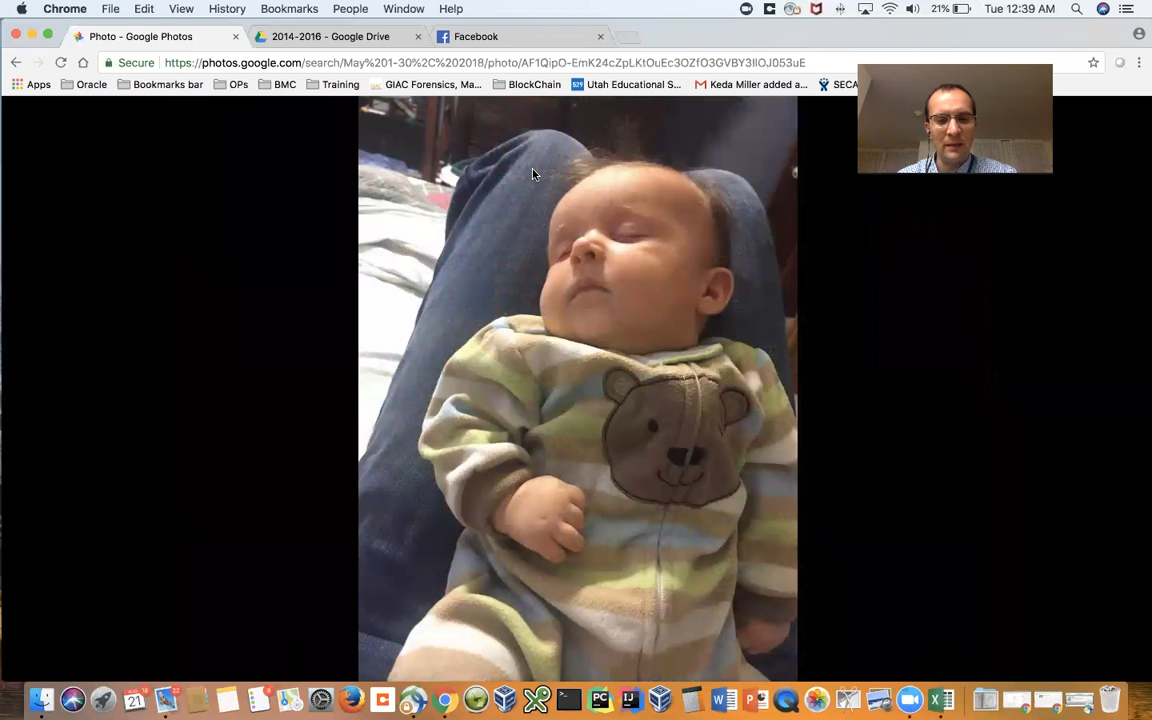 Chrome File Edit View History Bookmarks People Window Help 21% Tue 12:39 AM
Photo - Google Photos 2014-2016 - Google Drive Facebook
Secure https://photos.google.com/search/May%201-30%2C%202018/photo/AF1QipO-EmK24cZpLKtOuEc3OZfO3GVBY3IlOJ053uE
Apps Oracle Bookmarks bar OPs BMC Training GIAC Forensics, Ma... BlockChain 529 Utah Educational S... Keda Miller added a... SECA